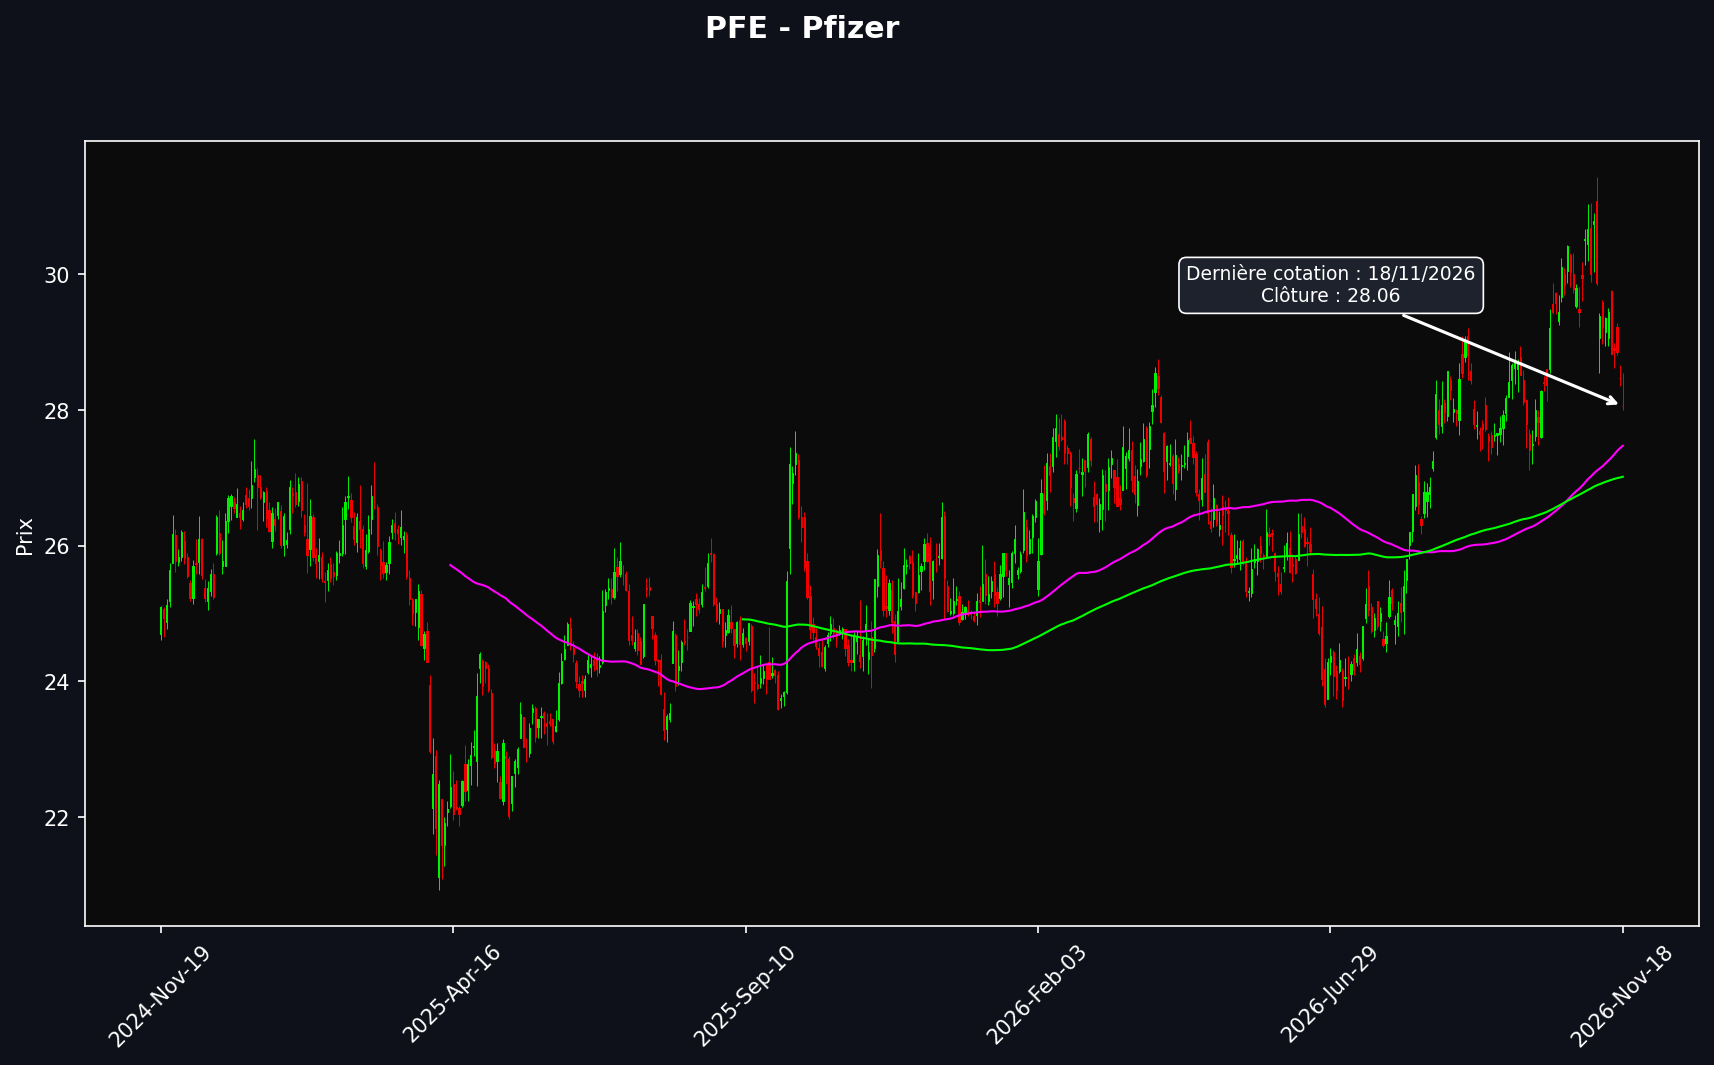 PFE - Pfizer
Dernière cotation : 18/11/2026
Clôture : 28.06
Prix
30
28
26
24
22
2024-Nov-19
2025-Apr-16
2025-Sep-10
2026-Feb-03
2026-Jun-29
2026-Nov-18